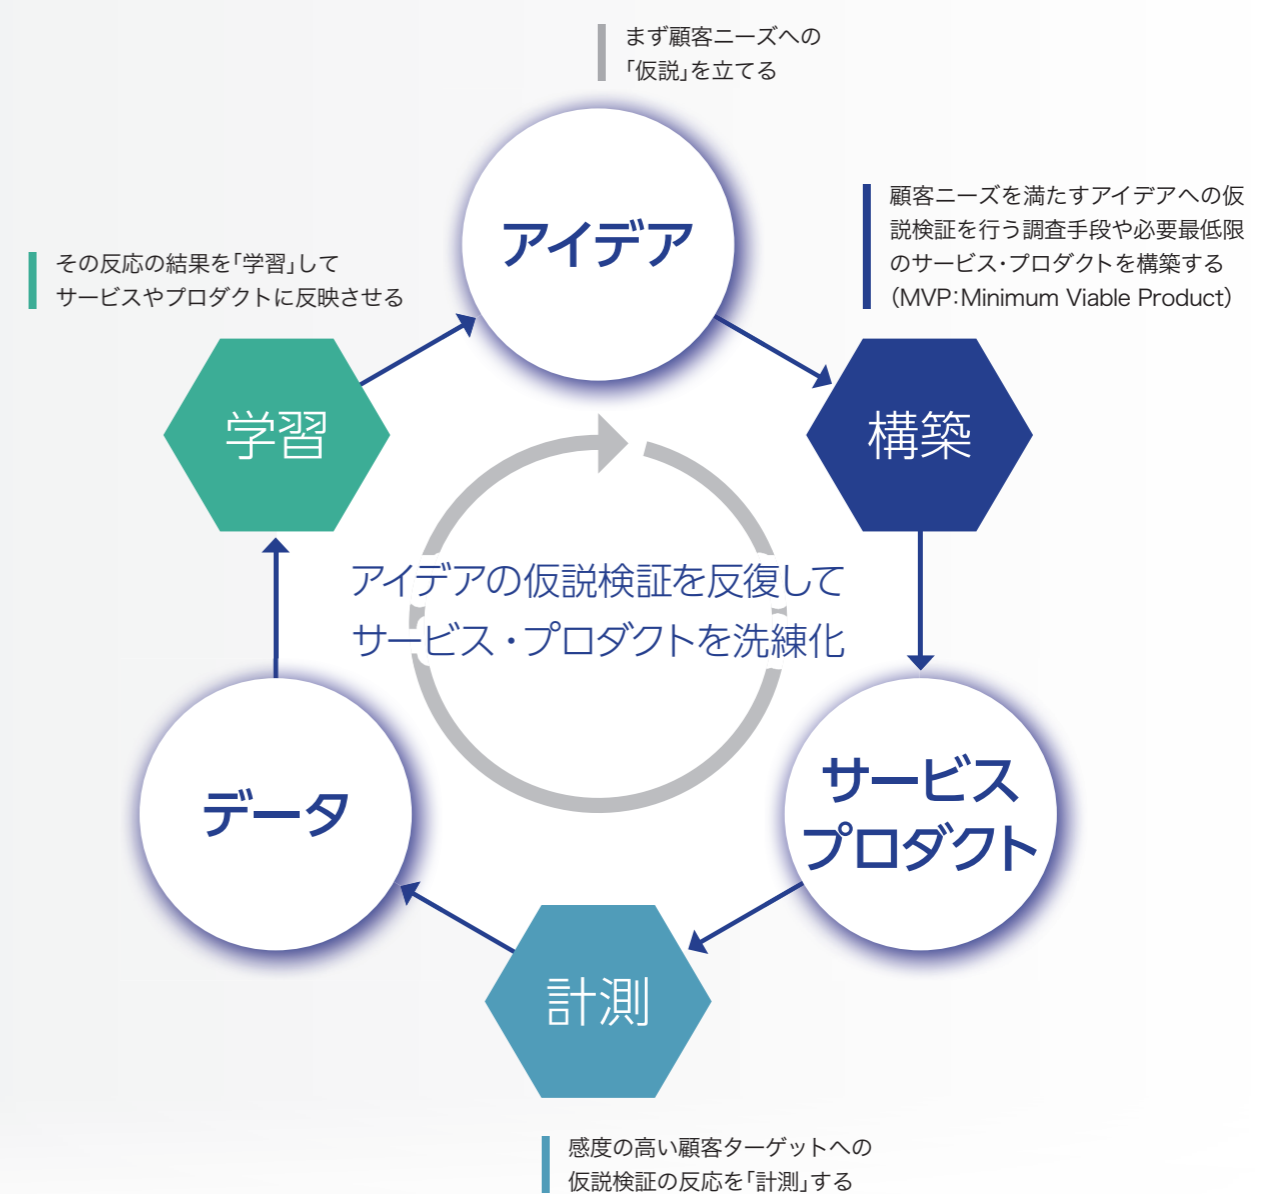 まず顧客ニーズへの
「仮説」を立てる
アイデア
顧客ニーズを満たすアイデアへの仮
説検証を行う調査手段や必要最低限
のサービス・プロダクトを構築する
（MVP：Minimum Viable Product）
その反応の結果を「学習」して
サービスやプロダクトに反映させる
学習
構築
アイデアの仮説検証を反復して
サービス・プロダクトを洗練化
データ
サービス
プロダクト
計測
感度の高い顧客ターゲットへの
仮説検証の反応を「計測」する